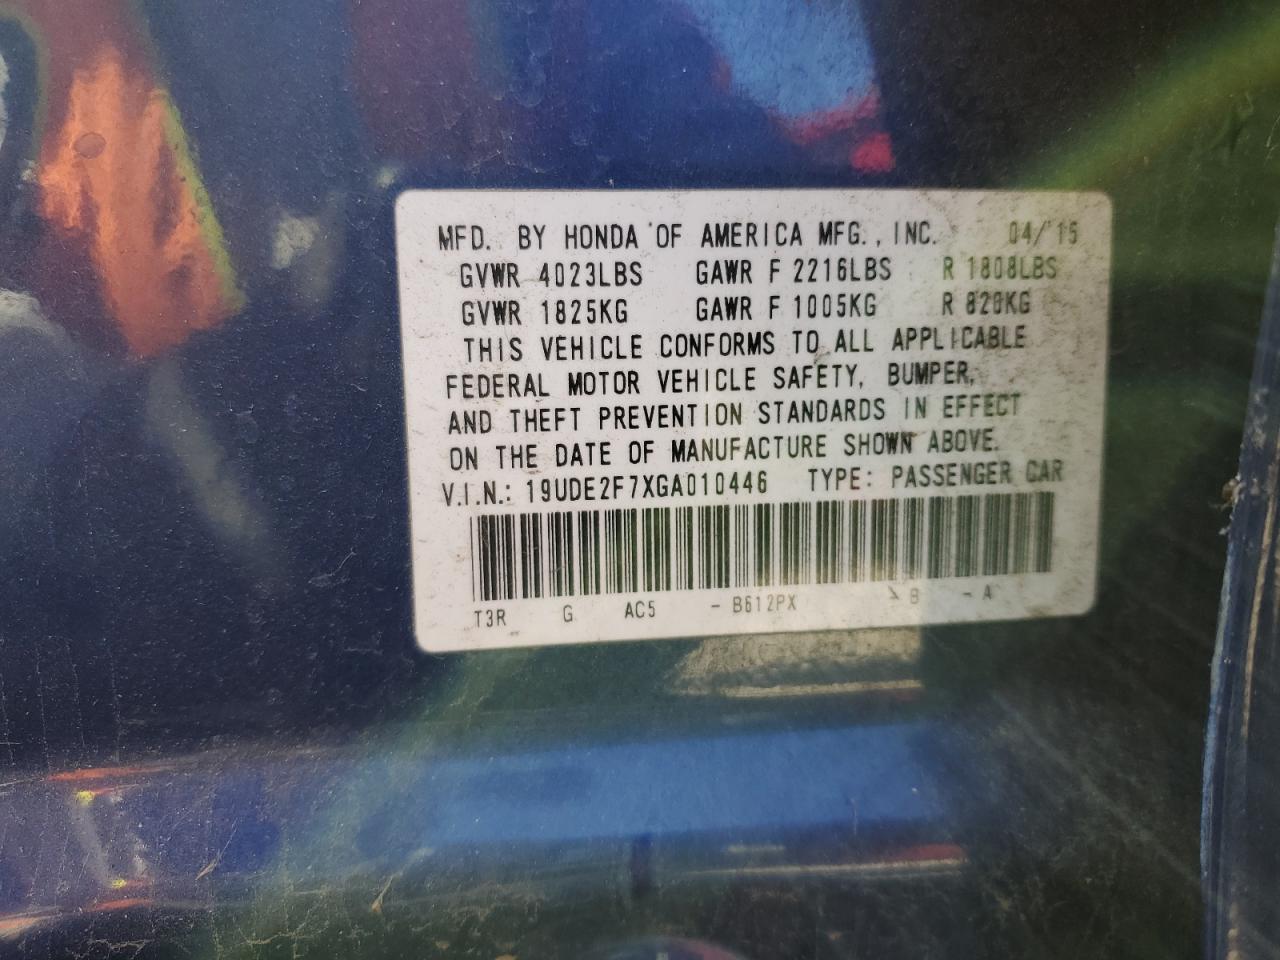 MFD. BY HONDA OF AMERICA MFG., INC. 04/'15
GVWR 4023LBS GAWR F 2216LBS R 1808LBS
GVWR 1825KG GAWR F 1005KG R 820KG
THIS VEHICLE CONFORMS TO ALL APPLICABLE
FEDERAL MOTOR VEHICLE SAFETY, BUMPER,
AND THEFT PREVENTION STANDARDS IN EFFECT
ON THE DATE OF MANUFACTURE SHOWN ABOVE.
V.I.N.: 19UDE2F7XGA010446 TYPE: PASSENGER CAR
T3R G AC5 - B612PX B - A